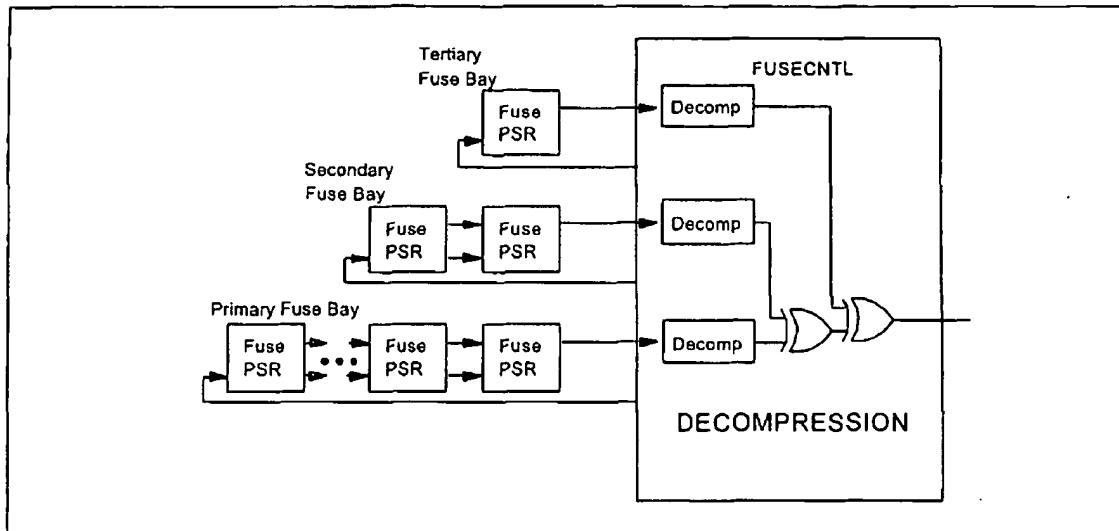 Tertiary
Fuse Bay
FUSECNTL
Fuse
PSR
Decomp
Secondary
Fuse Bay
Fuse
PSR
Fuse
PSR
Decomp
Primary Fuse Bay
Fuse
PSR
Fuse
PSR
Fuse
PSR
Decomp
DECOMPRESSION